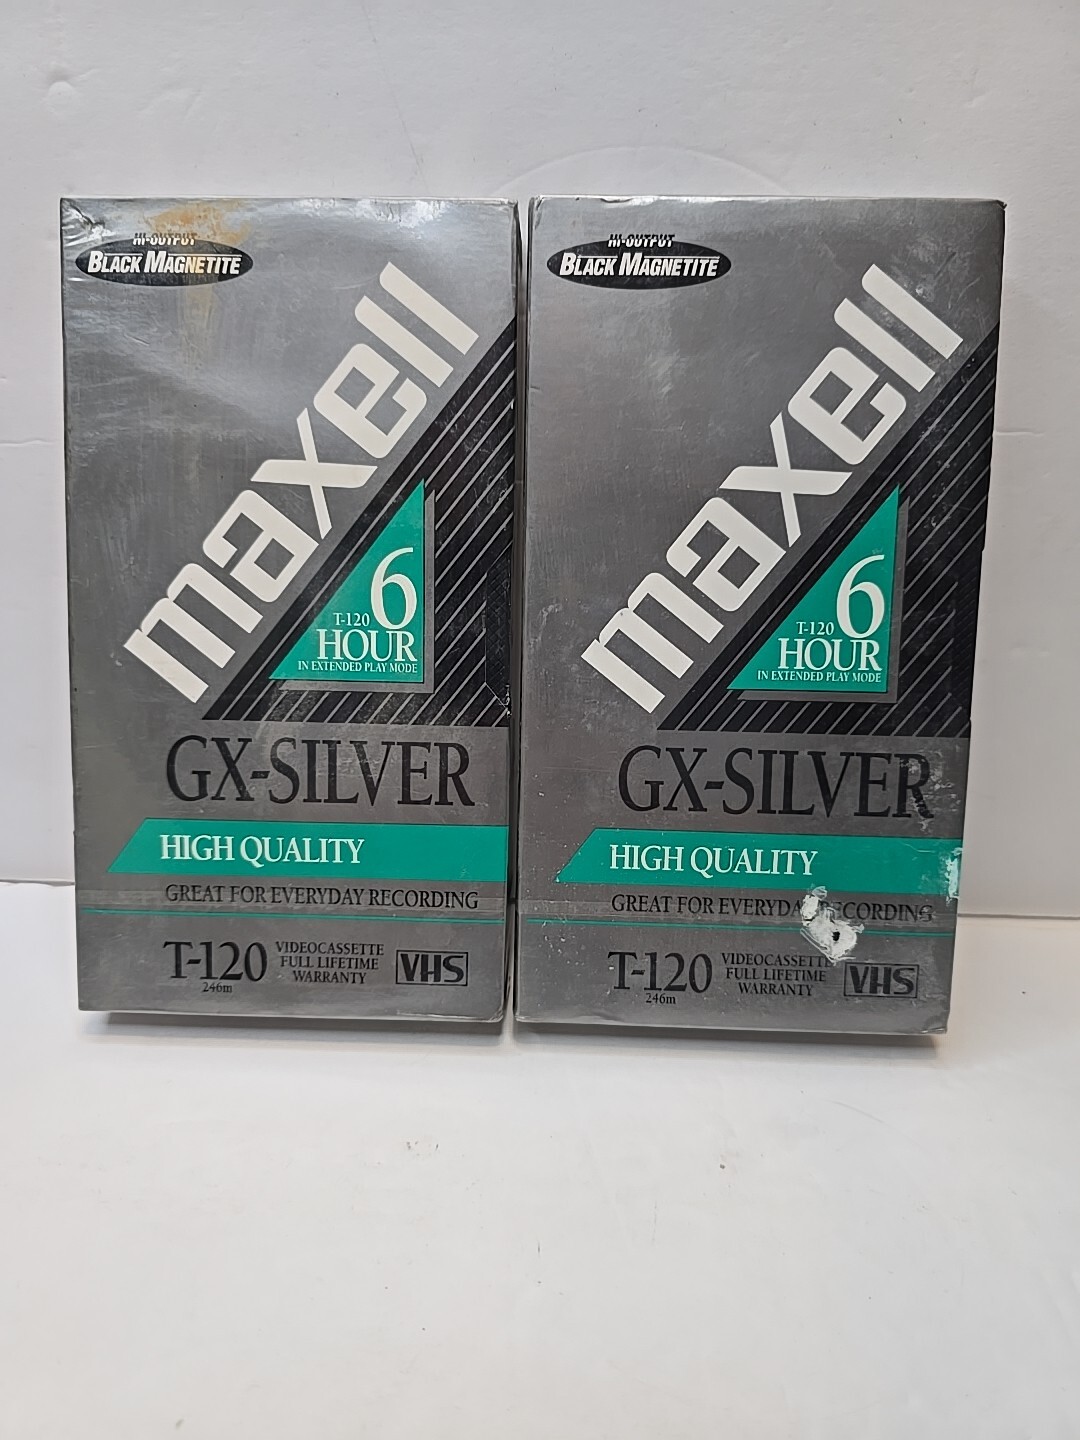 HI-OUTPUT
BLACK MAGNETITE
maxell
T-120 6
HOUR
IN EXTENDED PLAY MODE
GX-SILVER
HIGH QUALITY
GREAT FOR EVERYDAY RECORDING
T-120
246m
VIDEOCASSETTE
FULL LIFETIME
WARRANTY
VHS
HI-OUTPUT
BLACK MAGNETITE
maxell
T-120 6
HOUR
IN EXTENDED PLAY MODE
GX-SILVER
HIGH QUALITY
GREAT FOR EVERYDAY RECORDING
T-120
246m
VIDEOCASSETTE
FULL LIFETIME
WARRANTY
VHS